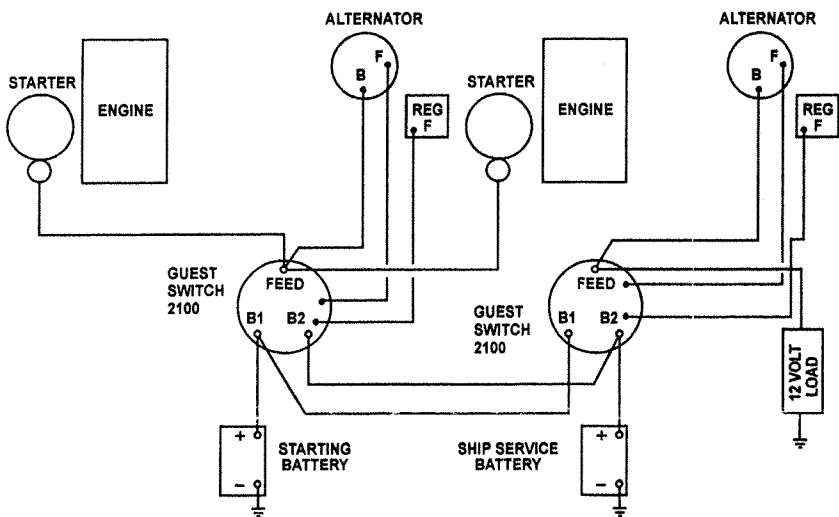 ALTERNATOR
F
B
STARTER
ENGINE
REG
F
STARTER
ENGINE
ALTERNATOR
F
B
REG
F
GUEST
SWITCH
2100
FEED
B1
B2
GUEST
SWITCH
2100
FEED
B1
B2
12 VOLT
LOAD
+
−
STARTING
BATTERY
SHIP SERVICE
BATTERY
+
−